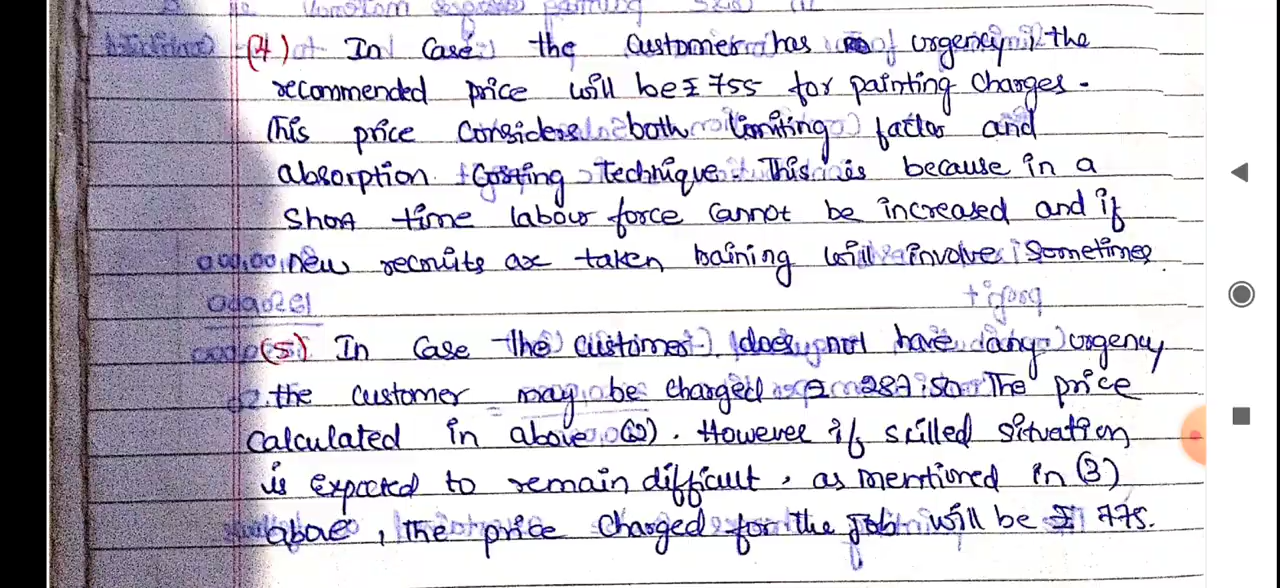 (4) In Case the Customer has urgency, the
recommended price will be ₹ 755 for painting Charges.
This price Considers both limiting factor and
absorption Costing technique. This is because in a
Short time labour force Cannot be increased and if
new recruits are taken training will involve Sometimes
(5) In Case the Customer does not have any urgency
the customer may be charged 287.50 The price
Calculated in above (2). However if skilled Situation
is Expected to remain difficult, as mentioned in (3)
above, the price Charged for the Job will be ₹ 775.